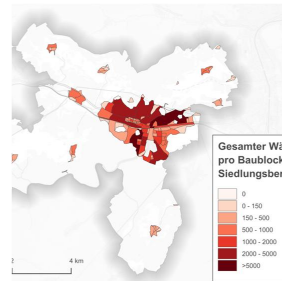 Gesamter Wä
pro Baublock
Siedlungsber
0
0 - 150
150 - 500
500 - 1000
1000 - 2000
2000 - 5000
>5000
2 4 km